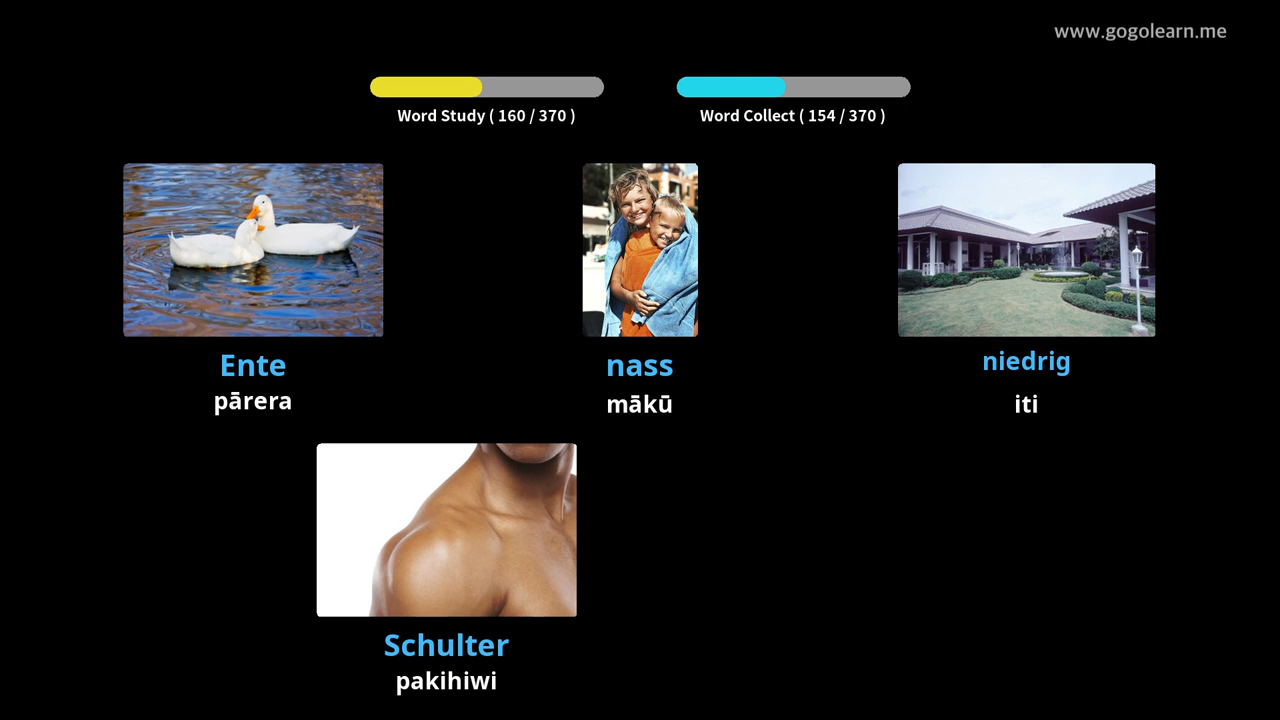 www.gogolearn.me
Word Study ( 160 / 370 )
Word Collect ( 154 / 370 )
Ente
pārera
nass
mākū
niedrig
iti
Schulter
pakihiwi